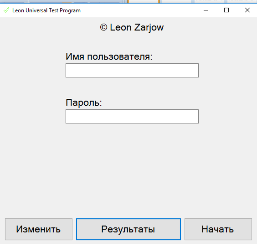 Leon Universal Test Program
© Leon Zarjow
Имя пользователя:
Пароль:
Изменить Результаты Начать